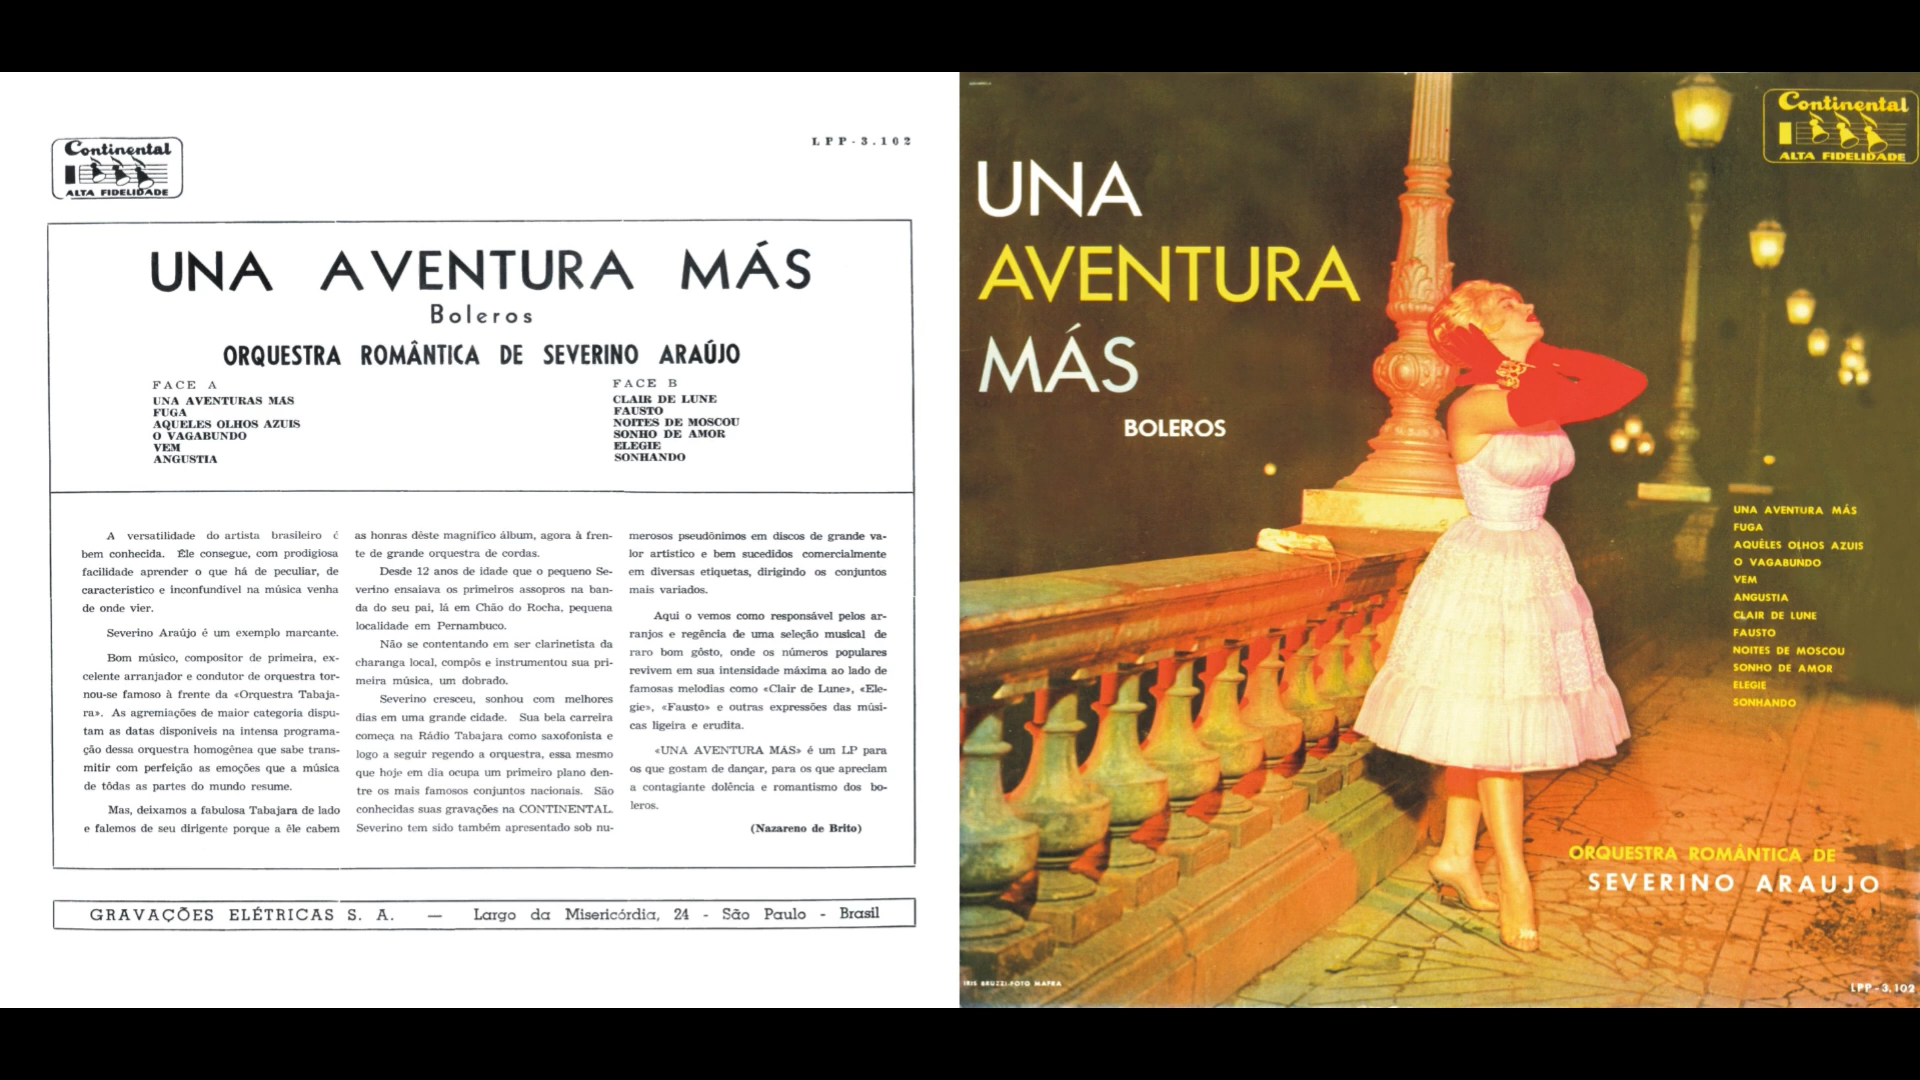 Continental
ALTA FIDELIDADE
LPP-3.102
UNA AVENTURA MÁS
Boleros
ORQUESTRA ROMÂNTICA DE SEVERINO ARAÚJO
FACE A
UNA AVENTURAS MAS
FUGA
AQUELES OLHOS AZUIS
O VAGABUNDO
VEM
ANGUSTIA
FACE B
CLAIR DE LUNE
FAUSTO
NOITES DE MOSCOU
SONHO DE AMOR
ELEGIE
SONHANDO
A versatilidade do artista brasileiro é
bem conhecida. Êle consegue, com prodigiosa
facilidade aprender o que há de peculiar, de
caracteristico e inconfundivel na música venha
de onde vier.
Severino Araújo é um exemplo marcante.
Bom músico, compositor de primeira, ex-
celente arranjador e condutor de orquestra tor-
nou-se famoso à frente da «Orquestra Tabaja-
ra». As agremiações de maior categoria dispu-
tam as datas disponiveis na intensa programa-
ção dessa orquestra homogênea que sabe trans-
mitir com perfeição as emoções que a música
de tôdas as partes do mundo resume.
Mas, deixamos a fabulosa Tabajara de lado
e falemos de seu dirigente porque a êle cabem
as honras dêste magnífico álbum, agora à fren-
te de grande orquestra de cordas.
Desde 12 anos de idade que o pequeno Se-
verino ensaiava os primeiros assopros na ban-
da do seu pai, lá em Chão do Rocha, pequena
localidade em Pernambuco.
Não se contentando em ser clarinetista da
charanga local, compôs e instrumentou sua pri-
meira música, um dobrado.
Severino cresceu, sonhou com melhores
dias em uma grande cidade. Sua bela carreira
começa na Rádio Tabajara como saxofonista e
logo a seguir regendo a orquestra, essa mesmo
que hoje em dia ocupa um primeiro plano den-
tre os mais famosos conjuntos nacionais. São
conhecidas suas gravações na CONTINENTAL.
Severino tem sido também apresentado sob nu-
merosos pseudônimos em discos de grande va-
lor artistico e bem sucedidos comercialmente
em diversas etiquetas, dirigindo os conjuntos
mais variados.
Aqui o vemos como responsável pelos ar-
ranjos e regência de uma seleção musical de
raro bom gôsto, onde os números populares
revivem em sua intensidade máxima ao lado de
famosas melodias como «Clair de Lune», «Ele-
gie», «Fausto» e outras expressões das músi-
cas ligeira e erudita.
«UNA AVENTURA MAS» é um LP para
os que gostam de dançar, para os que apreciam
a contagiante dolência e romantismo dos bo-
leros.
(Nazareno de Brito)
GRAVAÇÕES ELÉTRICAS S. A. — Largo da Misericórdia, 24 - São Paulo - Brasil
Continental
ALTA FIDELIDADE
UNA
AVENTURA
MÁS
BOLEROS
UNA AVENTURA MÁS
FUGA
AQUÊLES OLHOS AZUIS
O VAGABUNDO
VEM
ANGUSTIA
CLAIR DE LUNE
FAUSTO
NOITES DE MOSCOU
SONHO DE AMOR
ELEGIE
SONHANDO
ORQUESTRA ROMÂNTICA DE
SEVERINO ARAUJO
IRIS BRUZZI-FOTO MAFRA
LPP-3.102